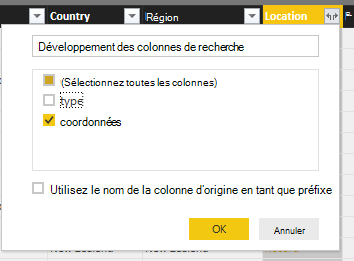 Country Région Location
Développement des colonnes de recherche
(Sélectionnez toutes les colonnes)
type
coordonnées
Utilisez le nom de la colonne d'origine en tant que préfixe
OK Annuler